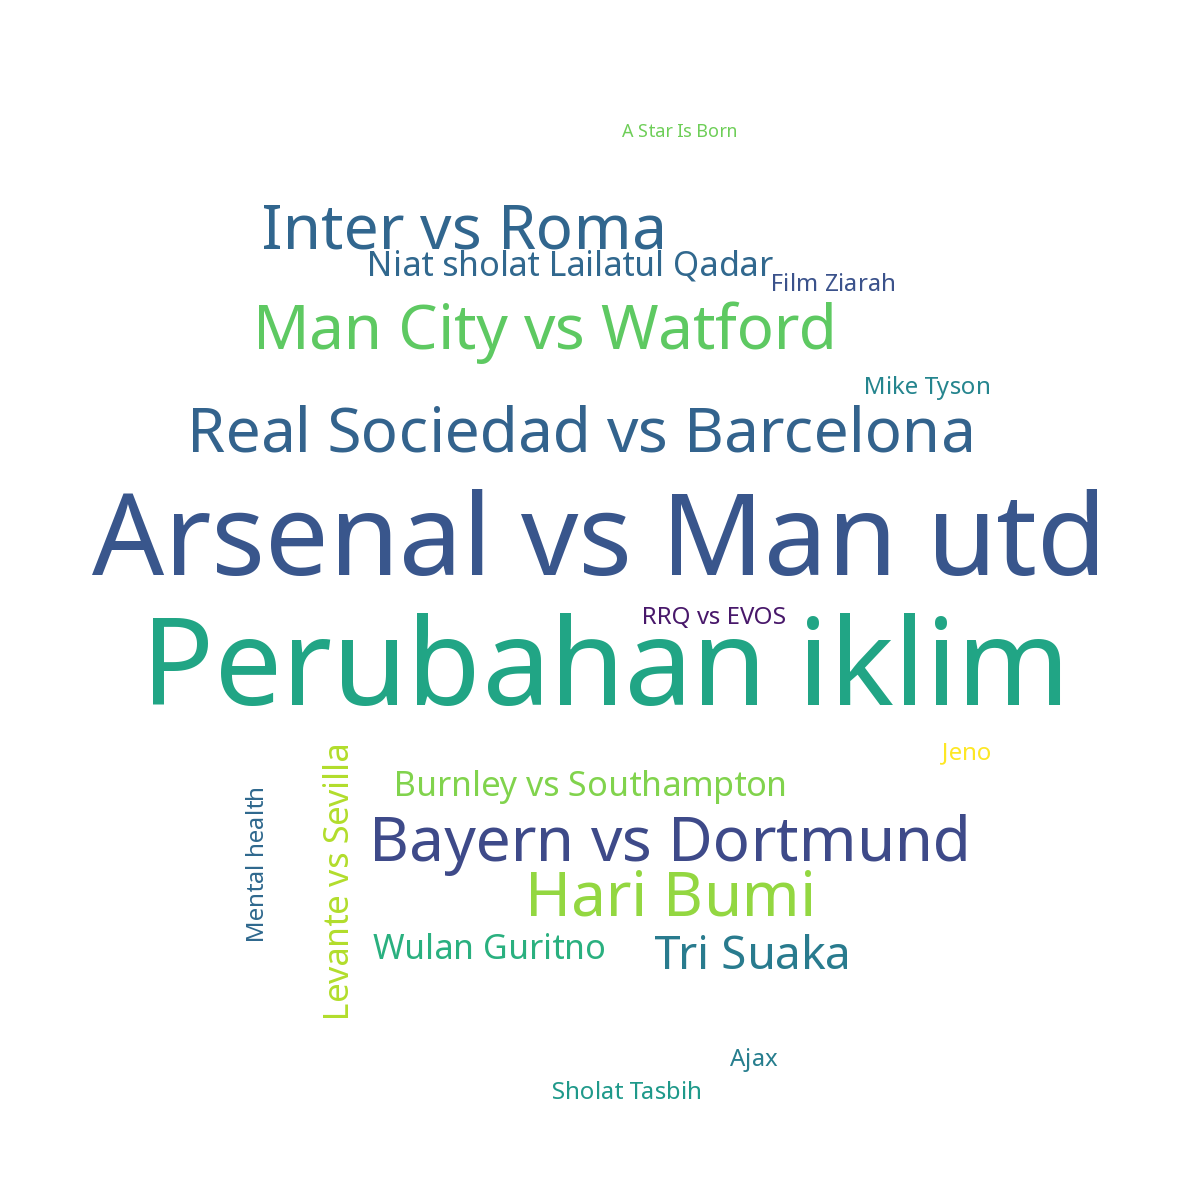 A Star Is Born
Inter vs Roma
Niat sholat Lailatul Qadar
Film Ziarah
Man City vs Watford
Mike Tyson
Real Sociedad vs Barcelona
Arsenal vs Man utd
RRQ vs EVOS
Perubahan iklim
Jeno
Burnley vs Southampton
Levante vs Sevilla
Mental health
Bayern vs Dortmund
Hari Bumi
Wulan Guritno
Tri Suaka
Ajax
Sholat Tasbih